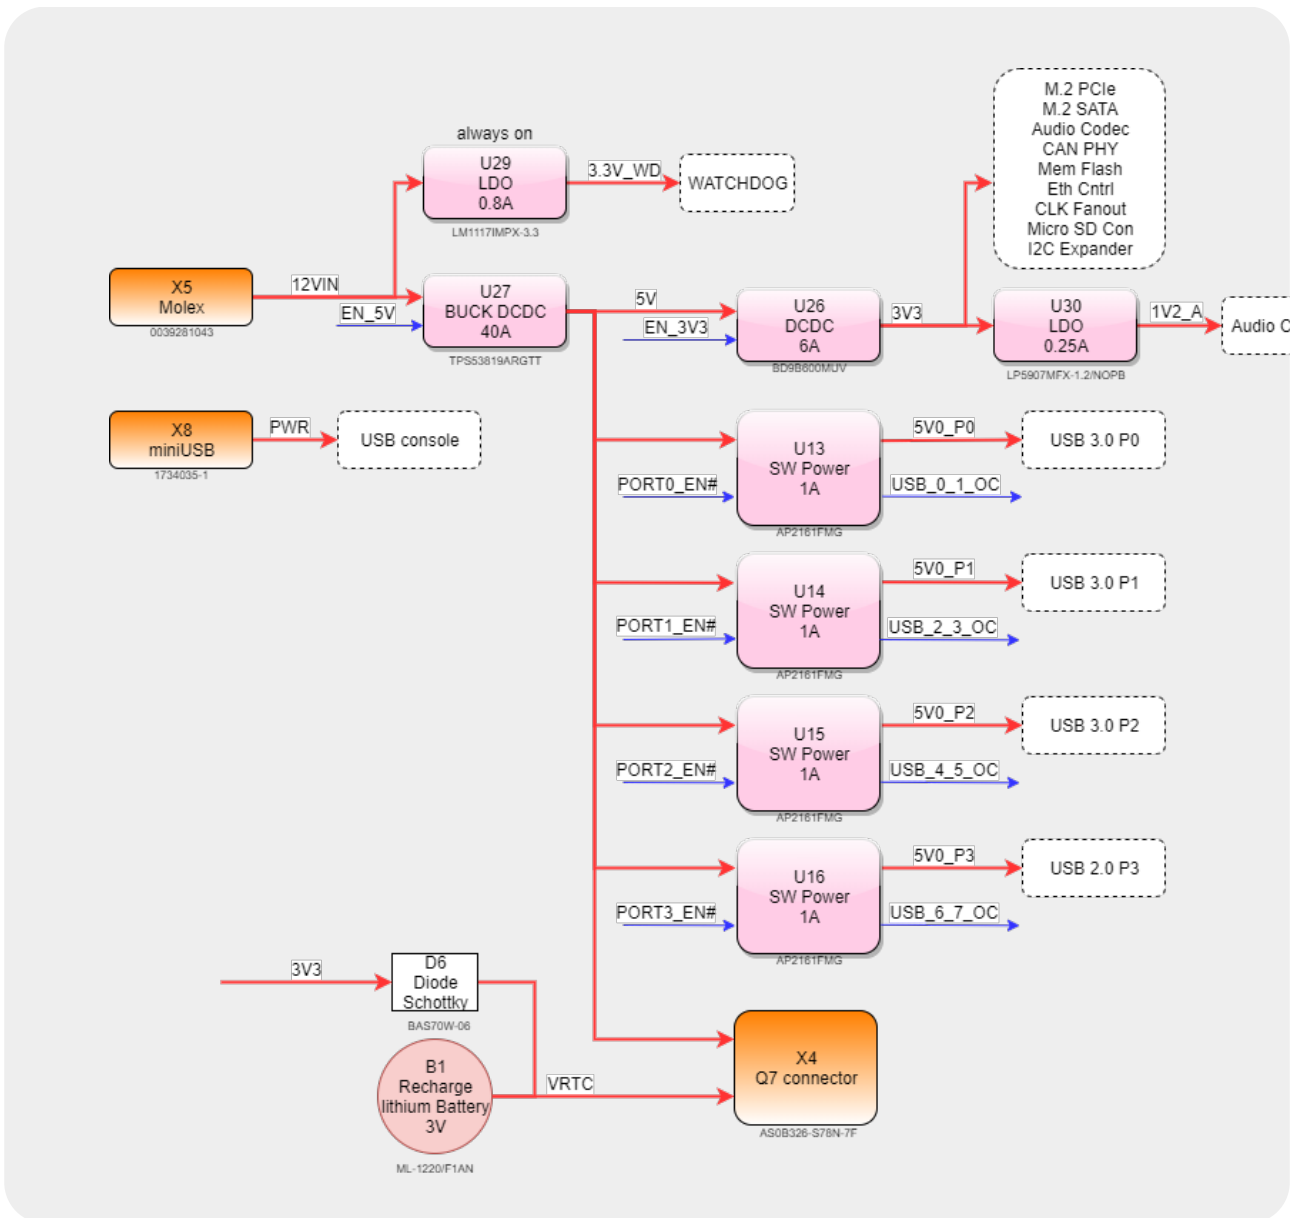 always on
U29
LDO
0.8A
LM1117IMPX-3.3
3.3V_WD
WATCHDOG
M.2 PCIe
M.2 SATA
Audio Codec
CAN PHY
Mem Flash
Eth Cntrl
CLK Fanout
Micro SD Con
I2C Expander
X5
Molex
0039281043
12VIN
EN_5V
U27
BUCK DCDC
40A
TPS53819ARGTT
5V
EN_3V3
U26
DCDC
6A
BD9B600MUV
3V3
U30
LDO
0.25A
LP5907MFX-1.2/NOPB
1V2_A
Audio C
X8
miniUSB
1734035-1
PWR
USB console
PORT0_EN#
U13
SW Power
1A
AP2161FMG
5V0_P0
USB_0_1_OC
USB 3.0 P0
PORT1_EN#
U14
SW Power
1A
AP2161FMG
5V0_P1
USB_2_3_OC
USB 3.0 P1
PORT2_EN#
U15
SW Power
1A
AP2161FMG
5V0_P2
USB_4_5_OC
USB 3.0 P2
PORT3_EN#
U16
SW Power
1A
AP2161FMG
5V0_P3
USB_6_7_OC
USB 2.0 P3
3V3
D6
Diode
Schottky
BAS70W-06
B1
Recharge
lithium Battery
3V
ML-1220/F1AN
VRTC
X4
Q7 connector
AS0B326-S78N-7F